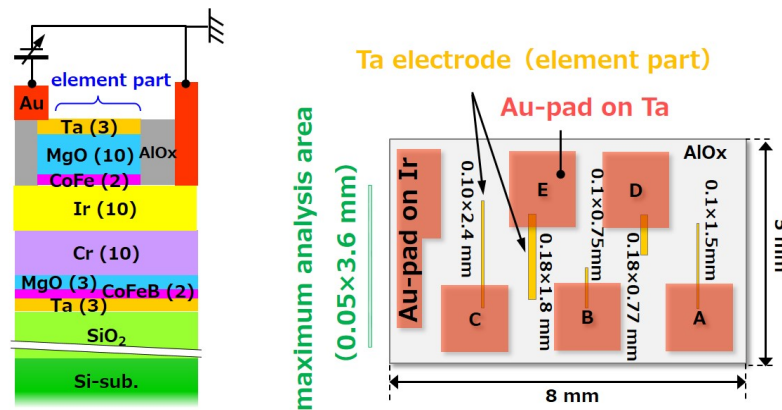 element part
Au
Ta (3)
MgO (10)
AlOx
CoFe (2)
Ir (10)
Cr (10)
MgO (3)
CoFeB (2)
Ta (3)
SiO₂
Si-sub.
Ta electrode（element part）
Au-pad on Ta
maximum analysis area
(0.05×3.6 mm)
Au-pad on Ir
AlOx
E
D
C
B
A
0.10×2.4 mm
0.18×1.8 mm
0.1×0.75mm
0.18×0.77 mm
0.1×1.5mm
8 mm